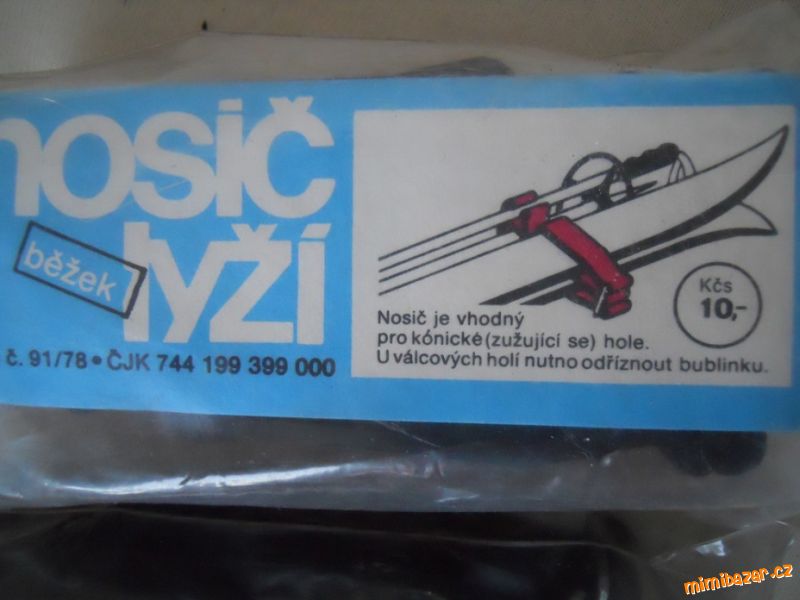 nosič
běžek
lyží
č. 91/78 • ČJK 744 199 399 000
Nosič je vhodný
pro kónické (zužující se) hole.
U válcových holí nutno odříznout bublinku.
Kčs
10,-
mimibazar.cz